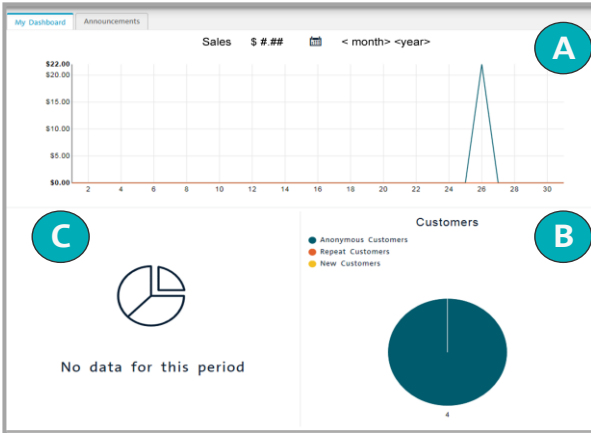 My Dashboard Announcements
Sales $ #.## < month> <year>
A
$22.00
$20.00
$15.00
$10.00
$5.00
$0.00
2 4 6 8 10 12 14 16 18 20 22 24 26 28 30
C
No data for this period
Customers
B
Anonymous Customers
Repeat Customers
New Customers
4